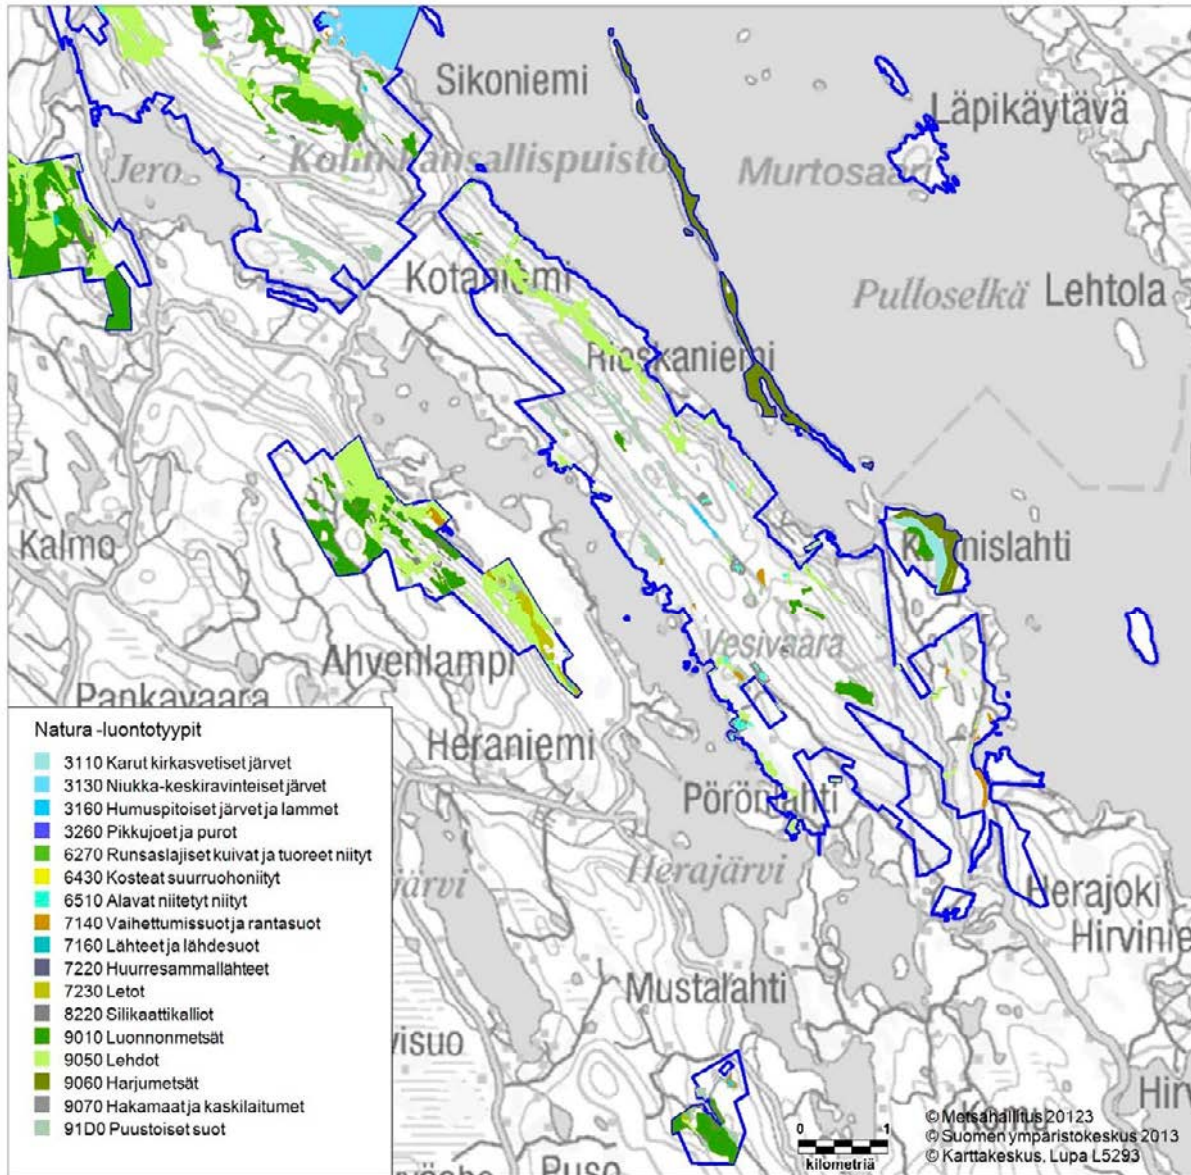 Sikoniemi
Läpikäytävä
Jero
Kolin kansallispuisto
Murtosaari
Kotaniemi
Pulloselkä
Lehtola
Rieskaniemi
Kalmo
Vesivaara
Ahvenlampi
Pankavaara
Heraniemi
Herajärvi
järvi
Herajoki
Hirvinie
Mustalahti
visuo
Puso
Natura -luontotyypit
3110 Karut kirkasvetiset järvet
3130 Niukka-keskiravinteiset järvet
3160 Humuspitoiset järvet ja lammet
3260 Pikkujoet ja purot
6270 Runsaslajiset kuivat ja tuoreet niityt
6430 Kosteat suurruohoniityt
6510 Alavat niitetyt niityt
7140 Vaihettumissuot ja rantasuot
7160 Lähteet ja lähdesuot
7220 Huurresammallähteet
7230 Letot
8220 Silikaattikalliot
9010 Luonnonmetsät
9050 Lehdot
9060 Harjumetsät
9070 Hakamaat ja kaskilaitumet
91D0 Puustoiset suot
0 1
kilometriä
© Metsähallitus 20123
© Suomen ympäristökeskus 2013
© Karttakeskus, Lupa L5293